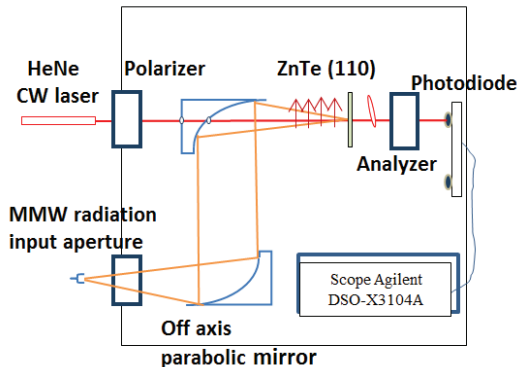 HeNe
CW laser
Polarizer
ZnTe (110)
Photodiode
Analyzer
MMW radiation
input aperture
Scope Agilent
DSO-X3104A
Off axis
parabolic mirror